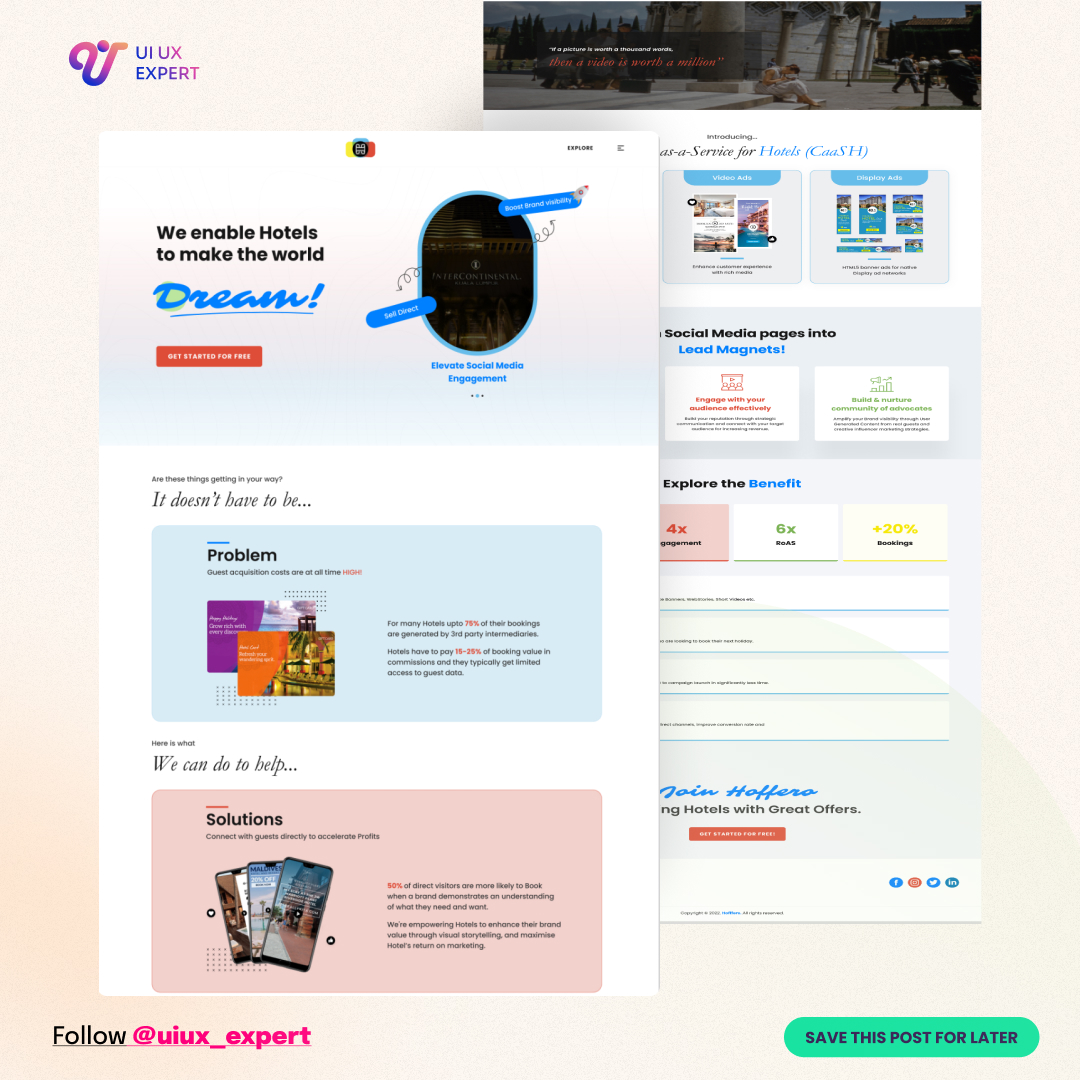 UI UX
EXPERT
"If a picture is worth a thousand words,
then a video is worth a million"
EXPLORE
We enable Hotels
to make the world
Dream!
GET STARTED FOR FREE
Boost Brand visibility
INTERCONTINENTAL
Sell Direct
Elevate Social Media
Engagement
Are these things getting in your way?
It doesn't have to be...
Problem
Guest acquisition costs are at all time HIGH!
Happy Holidays
Grow rich with
every discovery
Hotel Card
Retreat your
wandering spirit
For many Hotels upto 75% of their bookings
are generated by 3rd party intermediaries.
Hotels have to pay 15-25% of booking value in
commissions and they typically get limited
access to guest data.
Here is what
We can do to help...
Solutions
Connect with guests directly to accelerate Profits
MALDIVES
20% OFF
BOOK NOW
50% of direct visitors are more likely to Book
when a brand demonstrates an understanding
of what they need and want.
We're empowering Hotels to enhance their brand
value through visual storytelling, and maximise
Hotel's return on marketing.
Introducing...
as-a-Service for Hotels (CaaSH)
Video Ads
Enhance customer experience
with rich media
Display Ads
HTML5 Banner ads for native
Display ad networks
Social Media pages into
Lead Magnets!
Engage with your
audience effectively
Build your reputation through strategic
communication and connect with your target
audience for increasing revenue.
Build & nurture
community of advocates
Amplify your Brand visibility through User
Generated Content from real guests and
creative influencer marketing strategies.
Explore the Benefit
4x
gagement
6x
RoAS
+20%
Bookings
e Banners, WebStories, Short Videos etc.
o are looking to book their next holiday.
to campaign launch in significantly less time.
irect channels, improve conversion rate and
Join Hoffero
ng Hotels with Great Offers.
GET STARTED FOR FREE!
Copyright © 2022. Hoffero. All rights reserved.
Follow @uiux_expert
SAVE THIS POST FOR LATER